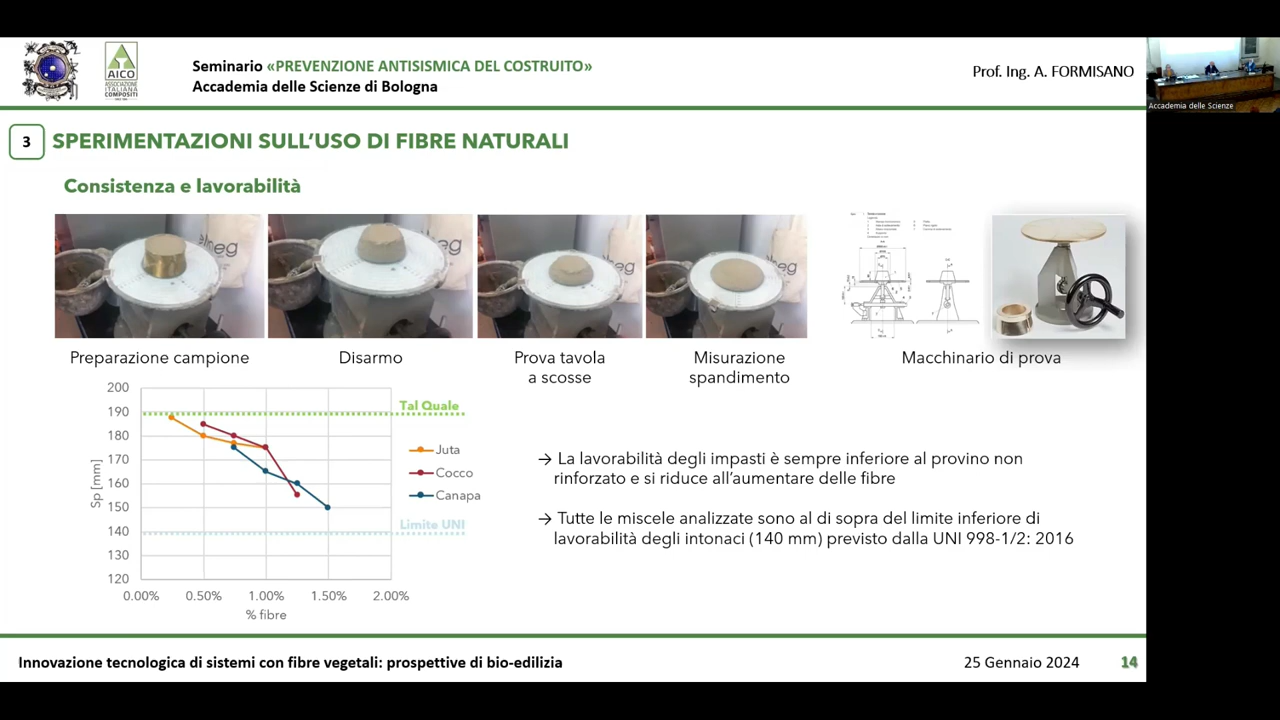 Seminario «PREVENZIONE ANTISISMICA DEL COSTRUITO»
Accademia delle Scienze di Bologna
AICO
ASSOCIAZIONE
ITALIANA
COMPOSITI
Prof. Ing. A. FORMISANO
Accademia delle Scienze
3
SPERIMENTAZIONI SULL'USO DI FIBRE NATURALI
Consistenza e lavorabilità
Preparazione campione
Disarmo
Prova tavola
a scosse
Misurazione
spandimento
Macchinario di prova
200
190
180
170
160
150
140
130
120
Sp [mm]
0.00%
0.50%
1.00%
1.50%
2.00%
% fibre
Tal Quale
Juta
Cocco
Canapa
Limite UNI
→ La lavorabilità degli impasti è sempre inferiore al provino non
rinforzato e si riduce all'aumentare delle fibre
→ Tutte le miscele analizzate sono al di sopra del limite inferiore di
lavorabilità degli intonaci (140 mm) previsto dalla UNI 998-1/2: 2016
Innovazione tecnologica di sistemi con fibre vegetali: prospettive di bio-edilizia
25 Gennaio 2024
14